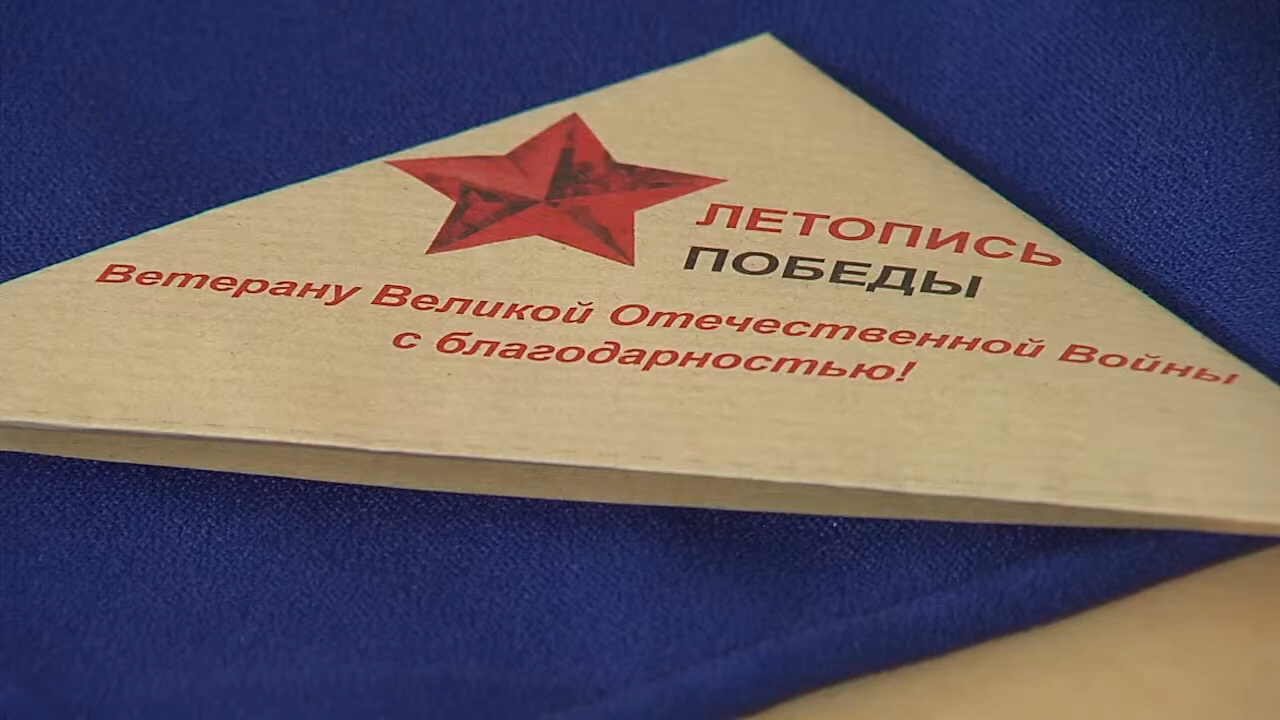 ЛЕТОПИСЬ
ПОБЕДЫ
Ветерану Великой Отечественной Войны
с благодарностью!